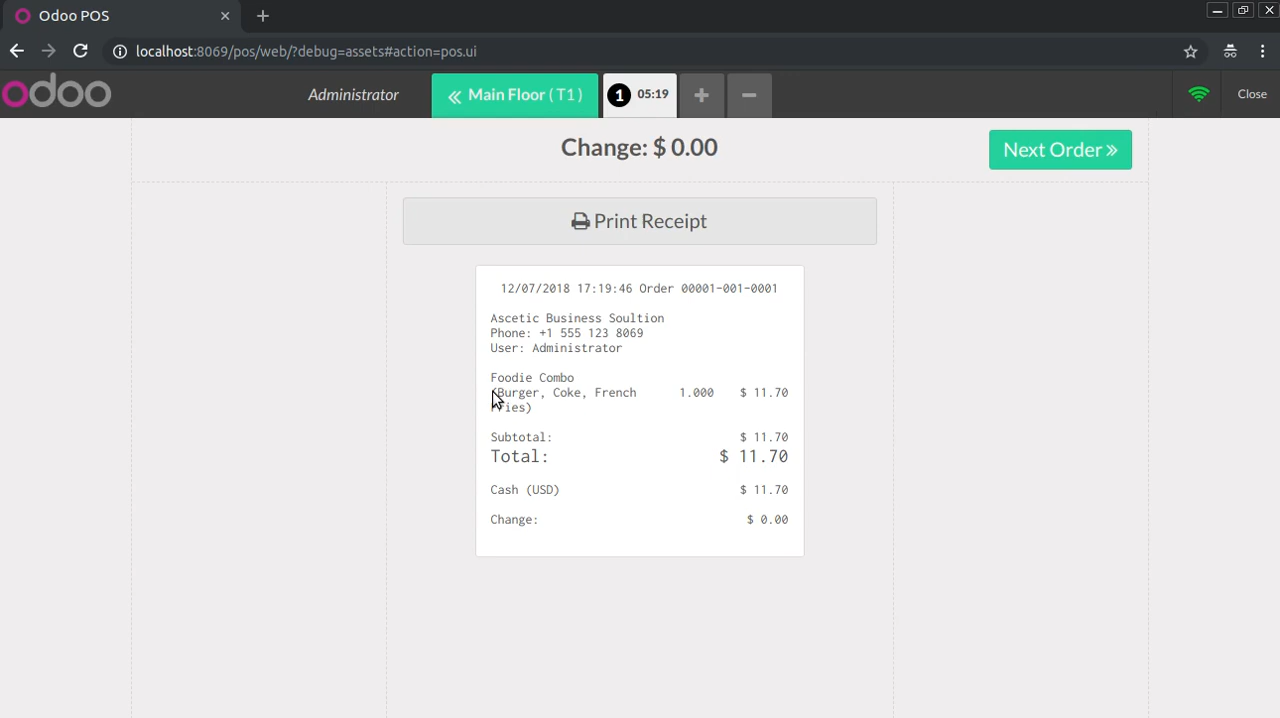 Odoo POS
localhost:8069/pos/web/?debug=assets#action=pos.ui
odoo
Administrator
Main Floor ( T1 )
1 05:19
Close
Change: $ 0.00
Next Order
Print Receipt
12/07/2018 17:19:46 Order 00001-001-0001
Ascetic Business Soultion
Phone: +1 555 123 8069
User: Administrator
Foodie Combo
(Burger, Coke, French 1.000 $ 11.70
Fries)
Subtotal: $ 11.70
Total: $ 11.70
Cash (USD) $ 11.70
Change: $ 0.00